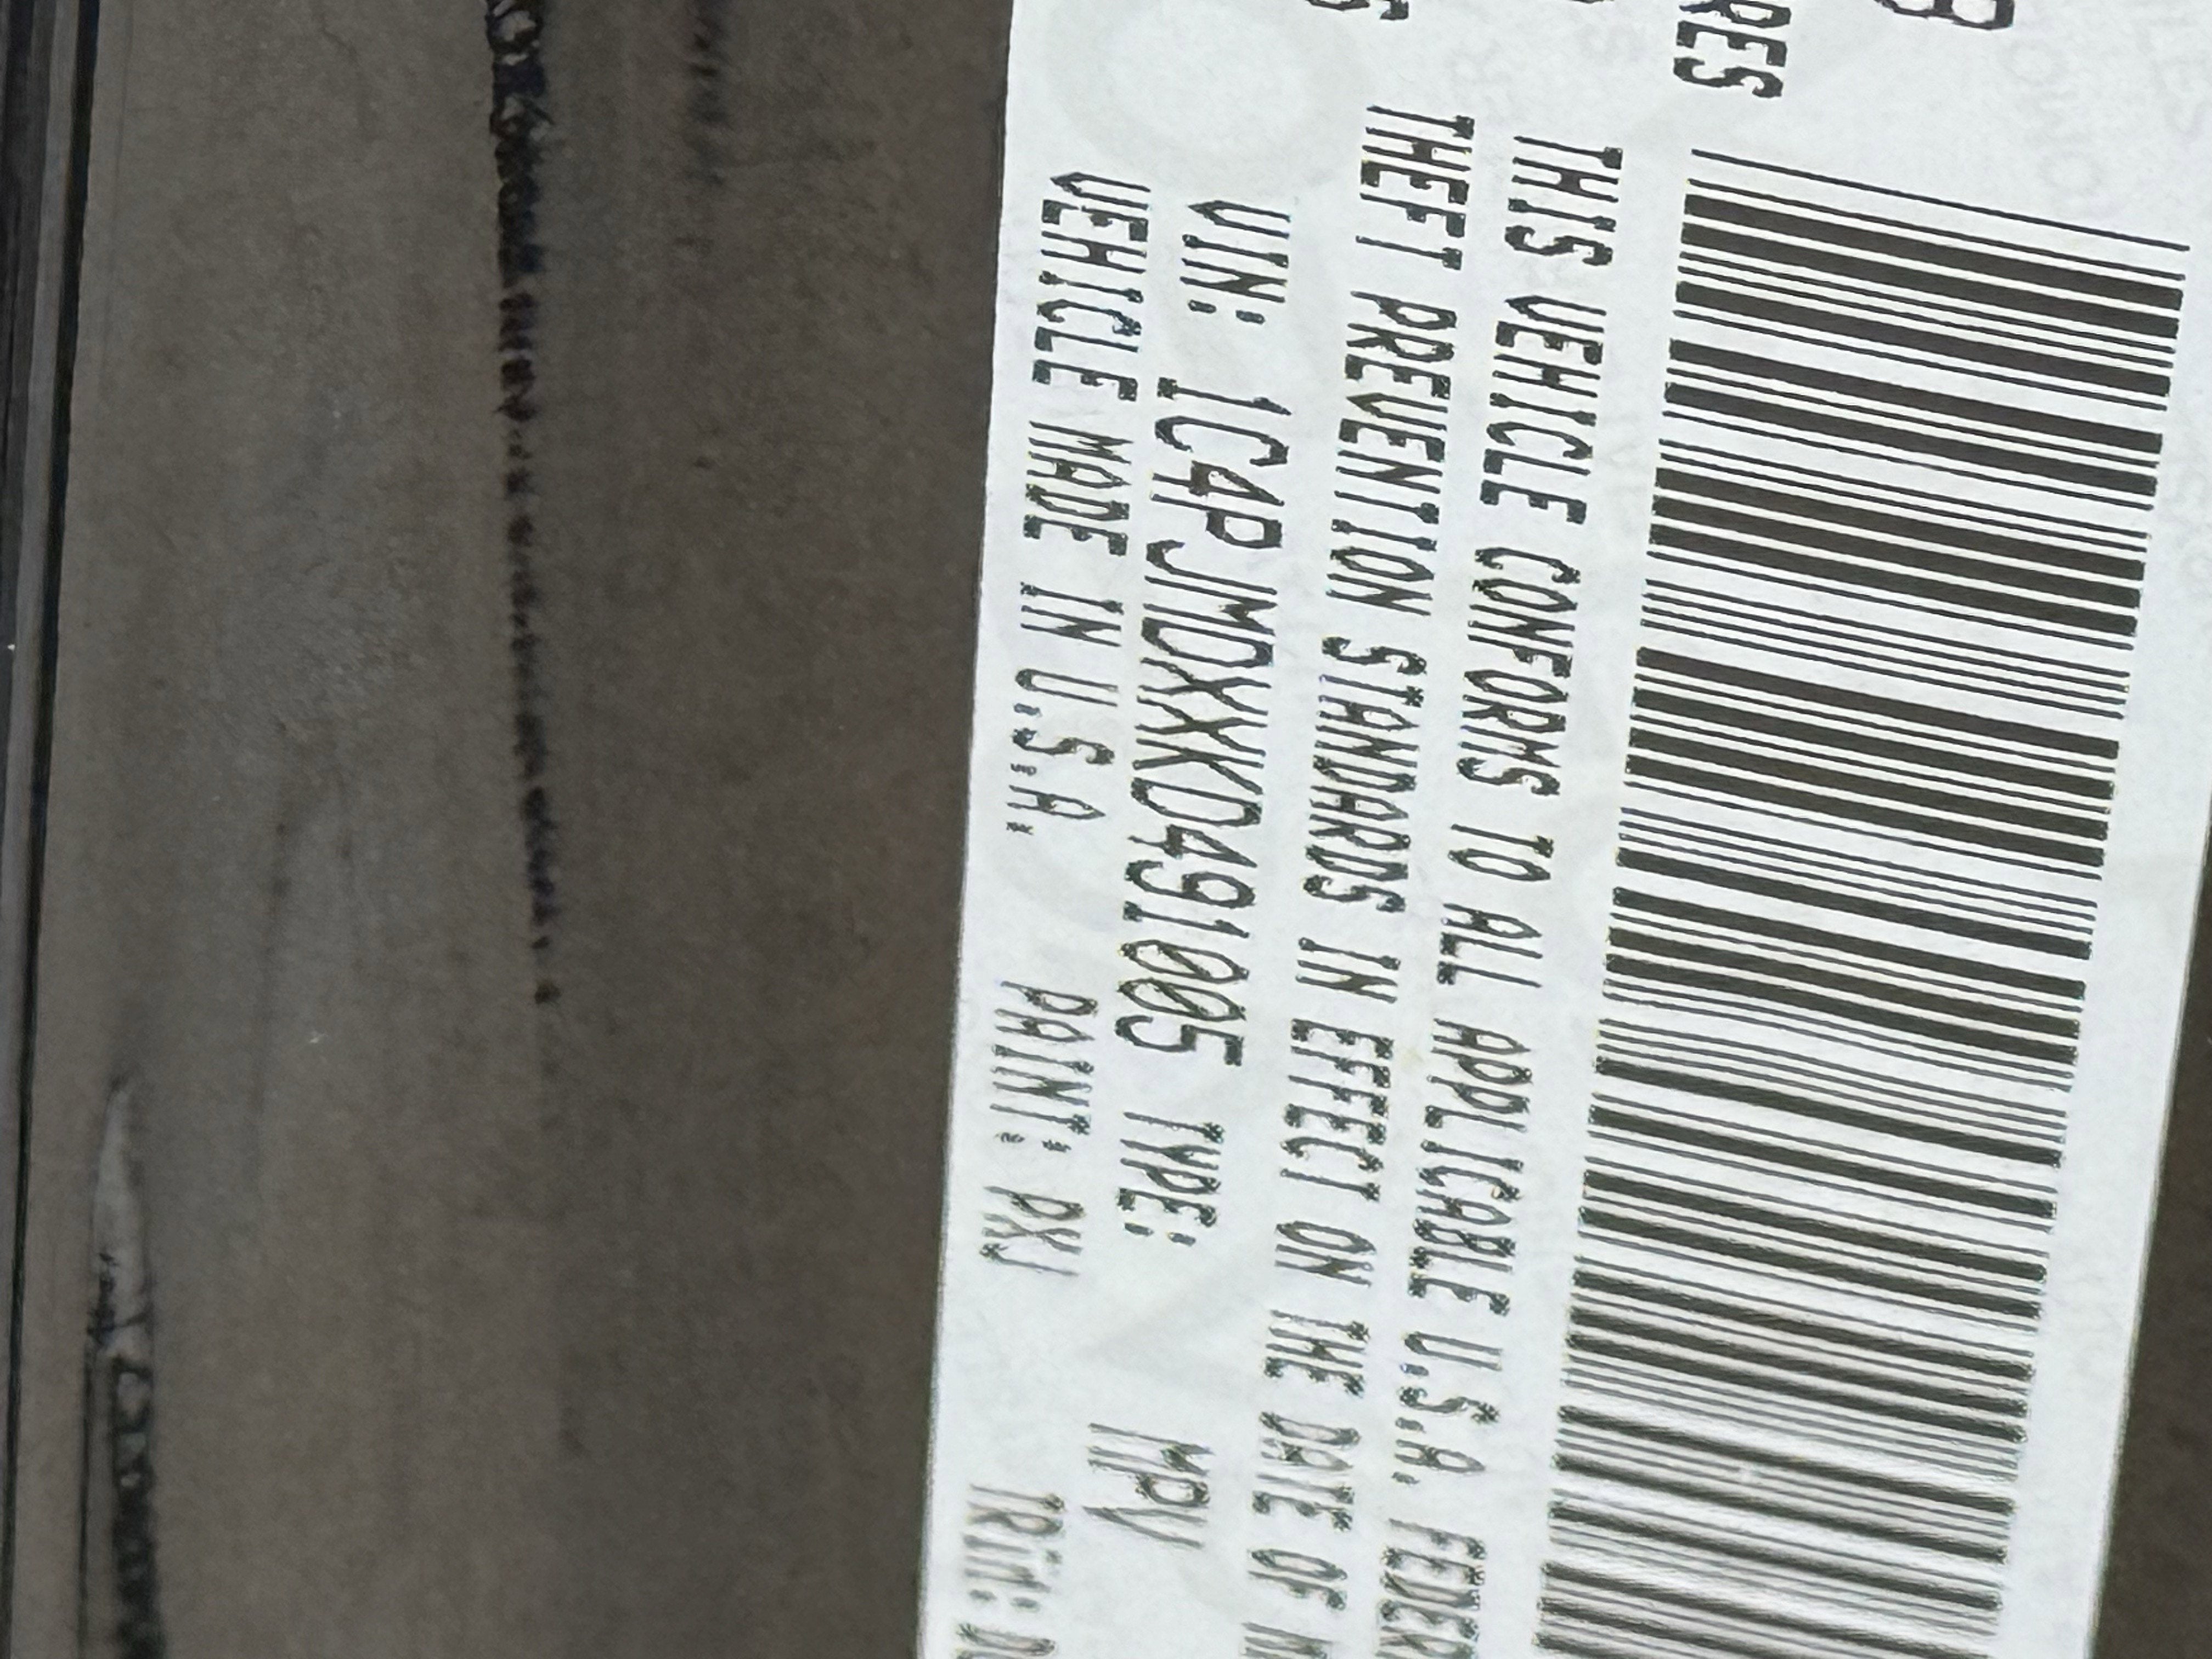 THIS VEHICLE CONFORMS TO ALL APPLICABLE U.S.A.
THEFT PREVENTION STANDARDS IN EFFECT ON THE DATE OF
VIN: 1C4PJMDXXKD491005 TYPE: MPV
VEHICLE MADE IN U.S.A. PAINT: PXJ TRIM: